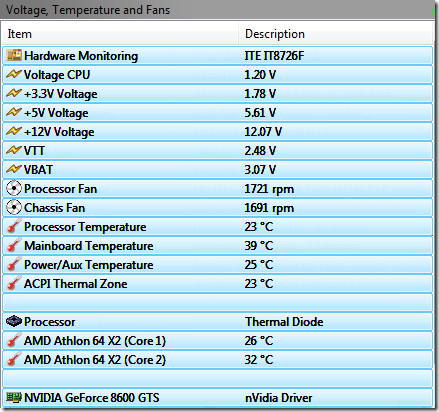 Voltage, Temperature and Fans
Item Description
Hardware Monitoring ITE IT8726F
Voltage CPU 1.20 V
+3.3V Voltage 1.78 V
+5V Voltage 5.61 V
+12V Voltage 12.07 V
VTT 2.48 V
VBAT 3.07 V
Processor Fan 1721 rpm
Chassis Fan 1691 rpm
Processor Temperature 23 °C
Mainboard Temperature 39 °C
Power/Aux Temperature 25 °C
ACPI Thermal Zone 23 °C
Processor Thermal Diode
AMD Athlon 64 X2 (Core 1) 26 °C
AMD Athlon 64 X2 (Core 2) 32 °C
NVIDIA GeForce 8600 GTS nVidia Driver